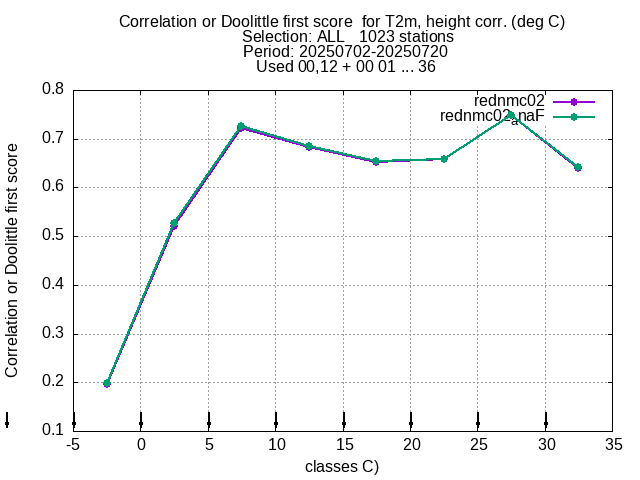 Correlation or Doolittle first score  for T2m, height corr. (deg C)
Selection: ALL   1023 stations
Period: 20250702-20250720
Used 00,12 + 00 01 ... 36
rednmc02
rednmc02anaF
Correlation or Doolittle first score
0.8
0.7
0.6
0.5
0.4
0.3
0.2
0.1
-5 0 5 10 15 20 25 30 35
classes C)